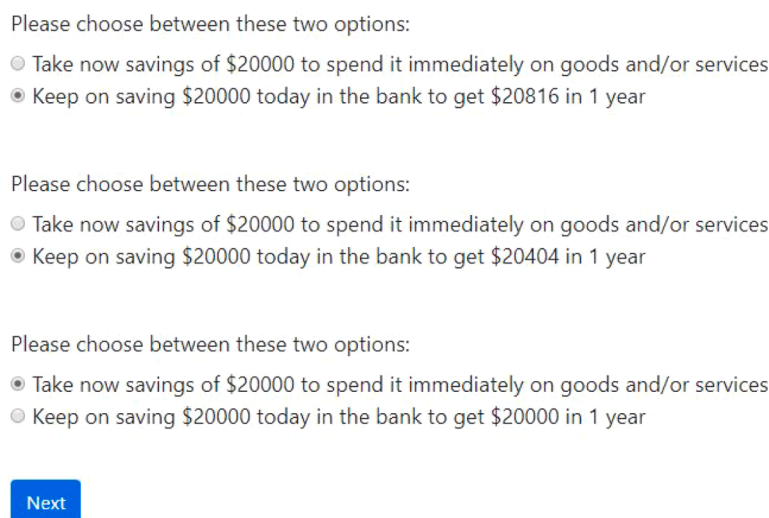 Please choose between these two options:
Take now savings of $20000 to spend it immediately on goods and/or services
Keep on saving $20000 today in the bank to get $20816 in 1 year
Please choose between these two options:
Take now savings of $20000 to spend it immediately on goods and/or services
Keep on saving $20000 today in the bank to get $20404 in 1 year
Please choose between these two options:
Take now savings of $20000 to spend it immediately on goods and/or services
Keep on saving $20000 today in the bank to get $20000 in 1 year
Next